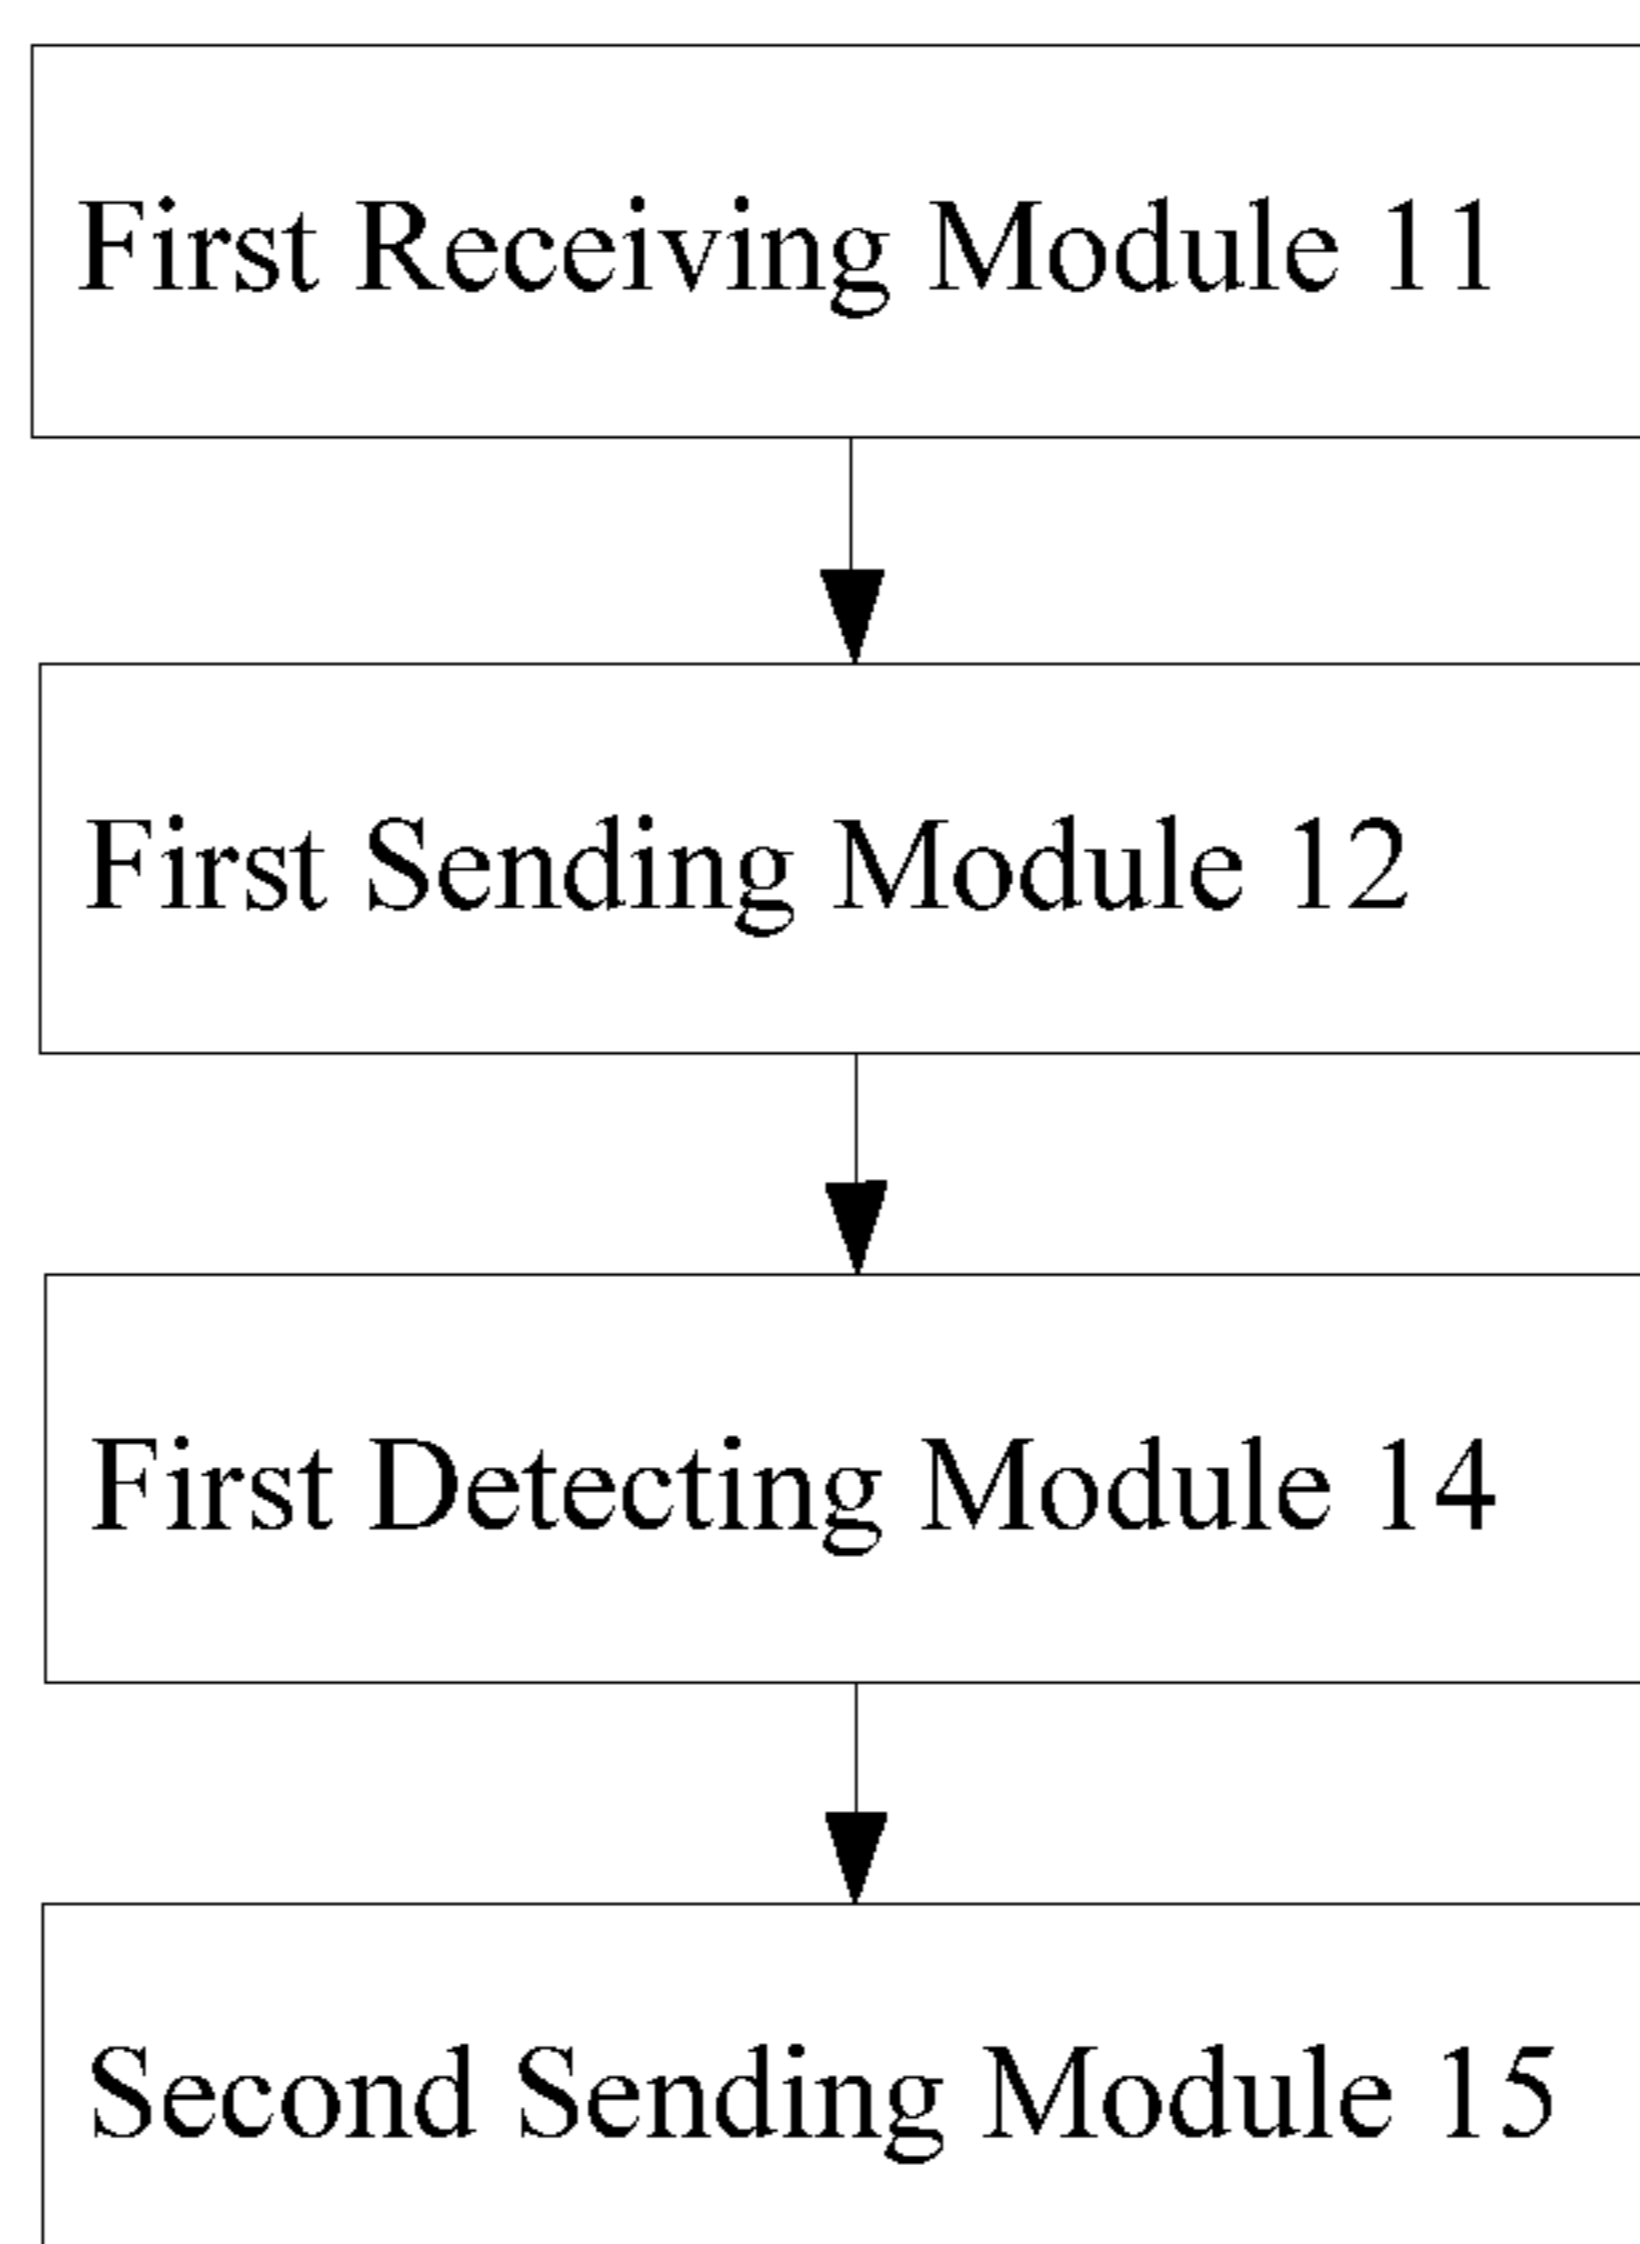 First Receiving Module 11
First Sending Module 12
First Detecting Module 14
Second Sending Module 15